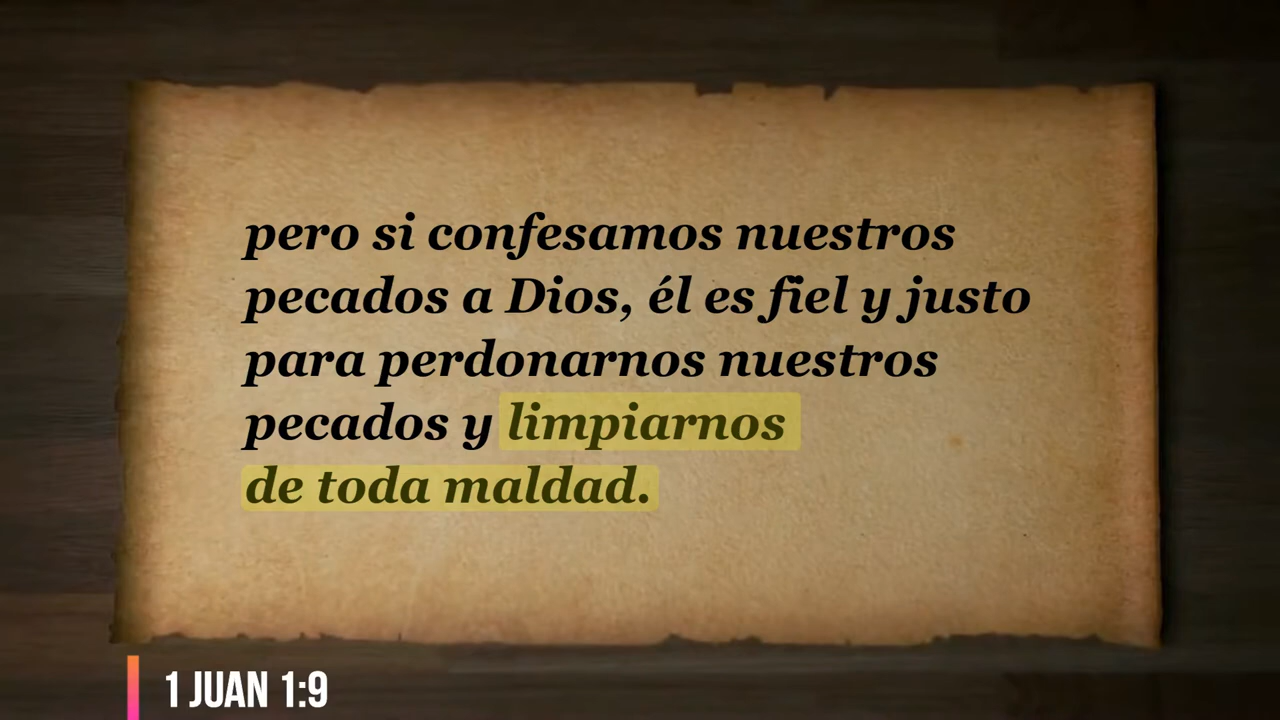 pero si confesamos nuestros
pecados a Dios, él es fiel y justo
para perdonarnos nuestros
pecados y limpiarnos
de toda maldad.
1 JUAN 1:9